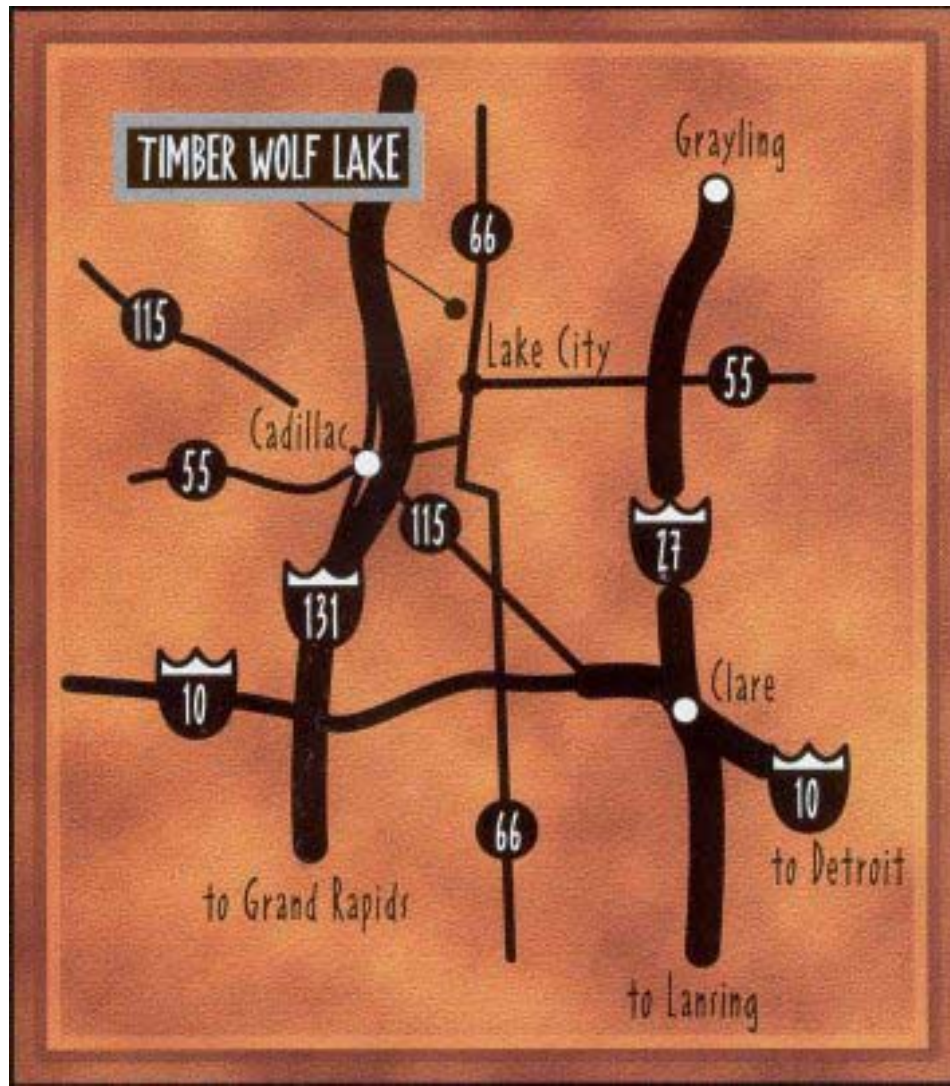 TIMBER WOLF LAKE
Grayling
66
115
Lake City
55
Cadillac
55
115
27
131
10
Clare
10
66
to Detroit
to Grand Rapids
to Lansing